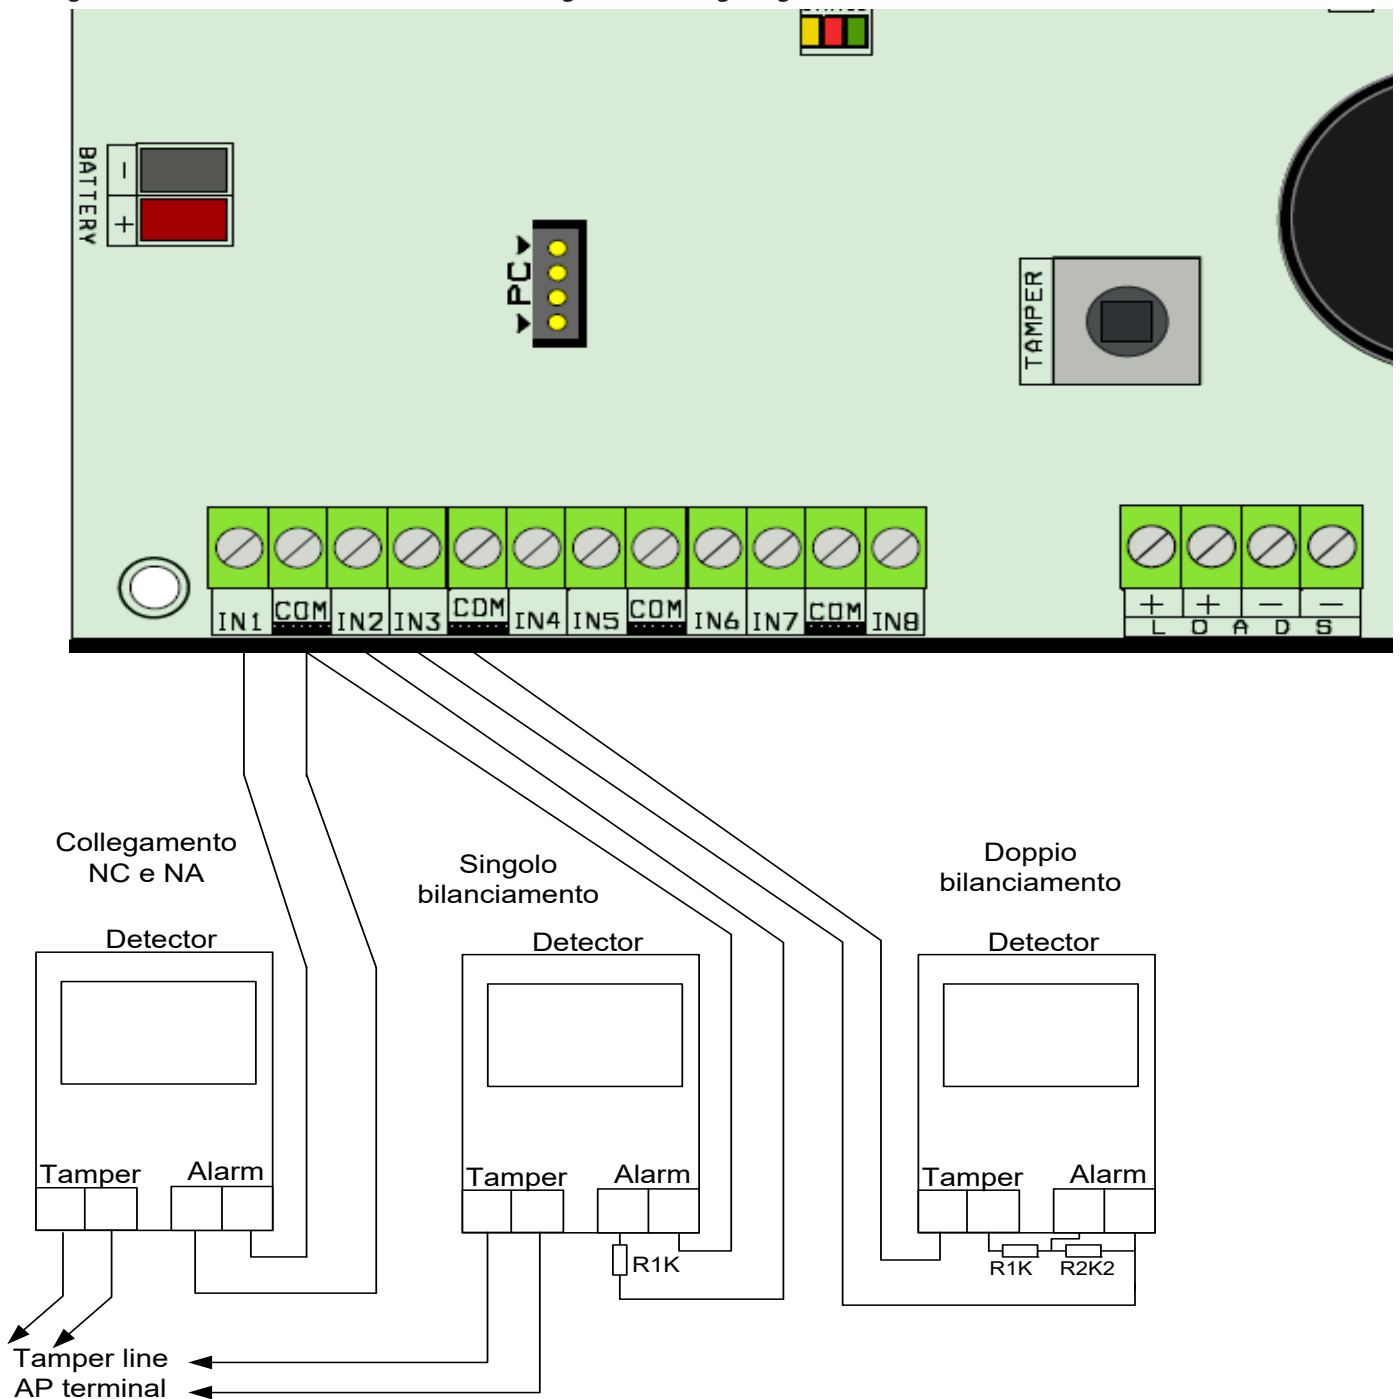 BATTERY
-
+
PC
TAMPER
IN1 COM IN2 IN3 COM IN4 IN5 COM IN6 IN7 COM IN8
+ + - -
L O A D S
Collegamento
NC e NA
Singolo
bilanciamento
Doppio
bilanciamento
Detector
Detector
Detector
Tamper Alarm
Tamper Alarm
Tamper Alarm
R1K
R1K R2K2
Tamper line
AP terminal